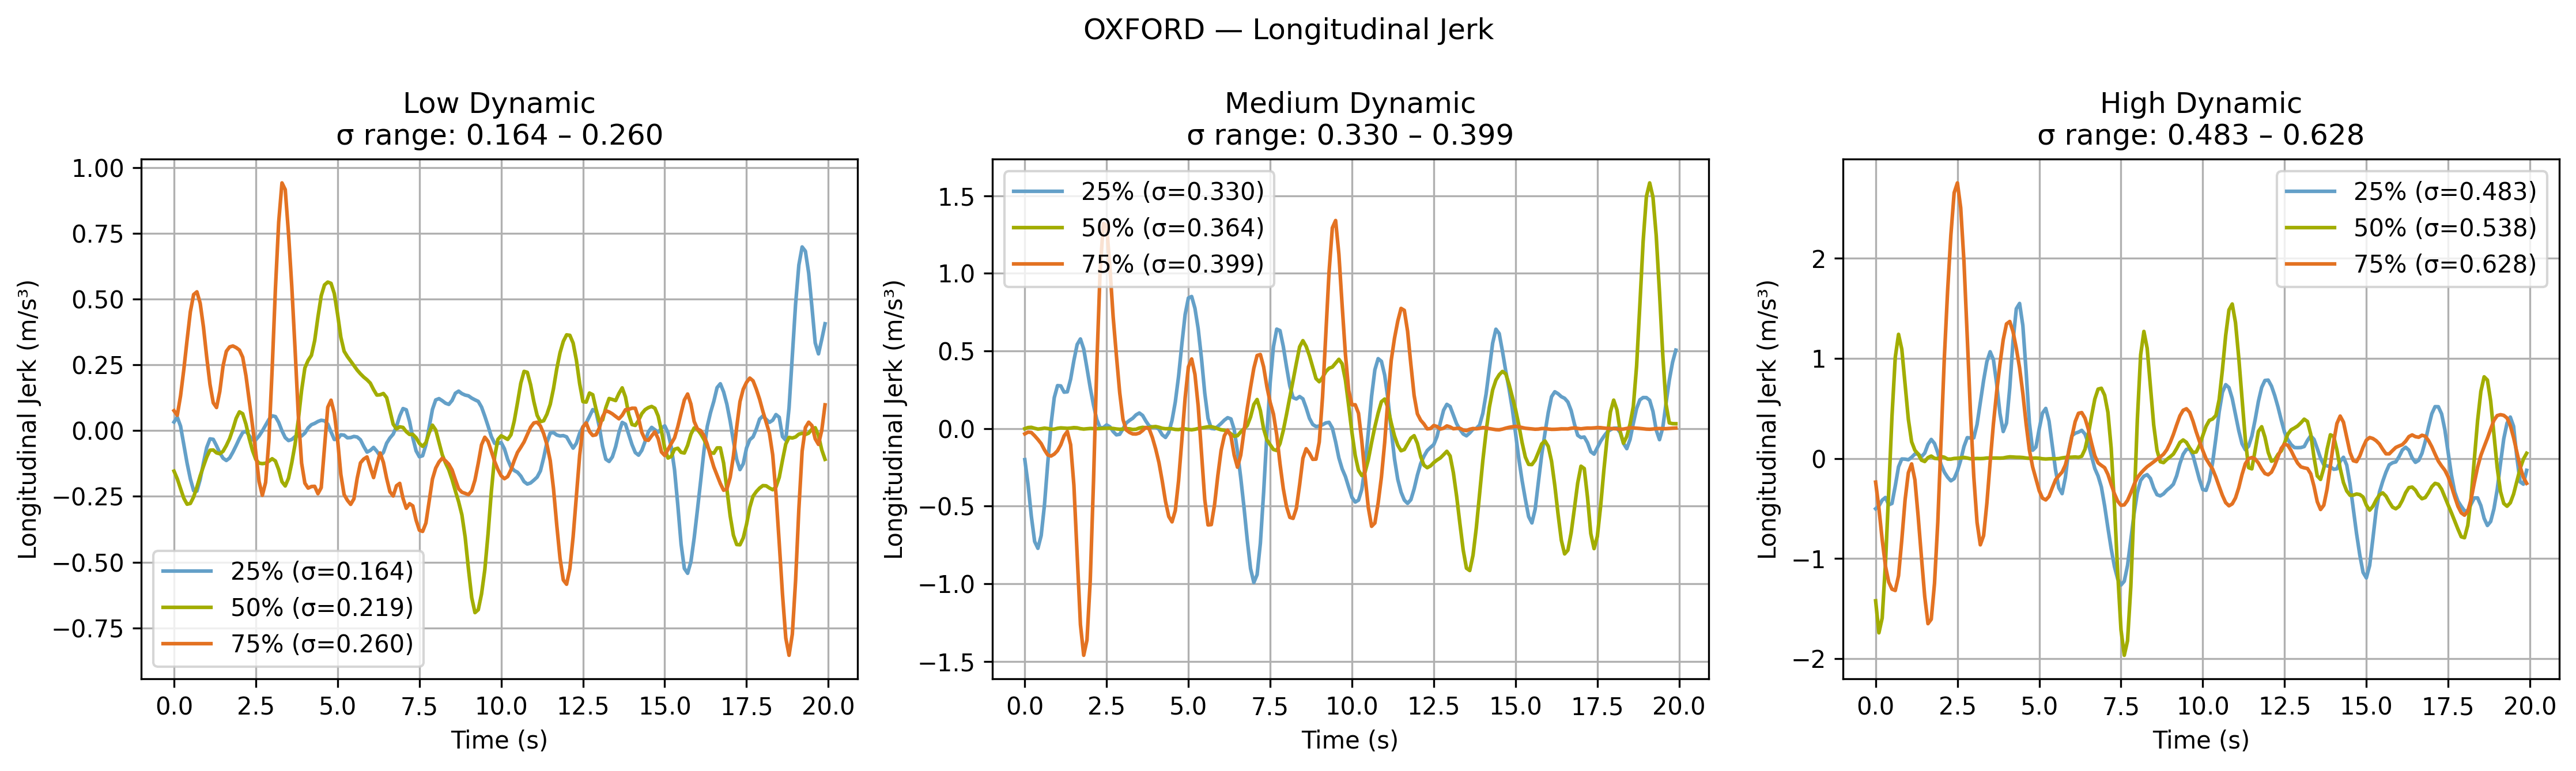 OXFORD — Longitudinal Jerk
Low Dynamic
σ range: 0.164 – 0.260
Longitudinal Jerk (m/s³)
1.00
0.75
0.50
0.25
0.00
−0.25
−0.50
−0.75
25% (σ=0.164)
50% (σ=0.219)
75% (σ=0.260)
0.0 2.5 5.0 7.5 10.0 12.5 15.0 17.5 20.0
Time (s)
Medium Dynamic
σ range: 0.330 – 0.399
Longitudinal Jerk (m/s³)
1.5
1.0
0.5
0.0
−0.5
−1.0
−1.5
25% (σ=0.330)
50% (σ=0.364)
75% (σ=0.399)
0.0 2.5 5.0 7.5 10.0 12.5 15.0 17.5 20.0
Time (s)
High Dynamic
σ range: 0.483 – 0.628
Longitudinal Jerk (m/s³)
2
1
0
−1
−2
25% (σ=0.483)
50% (σ=0.538)
75% (σ=0.628)
0.0 2.5 5.0 7.5 10.0 12.5 15.0 17.5 20.0
Time (s)